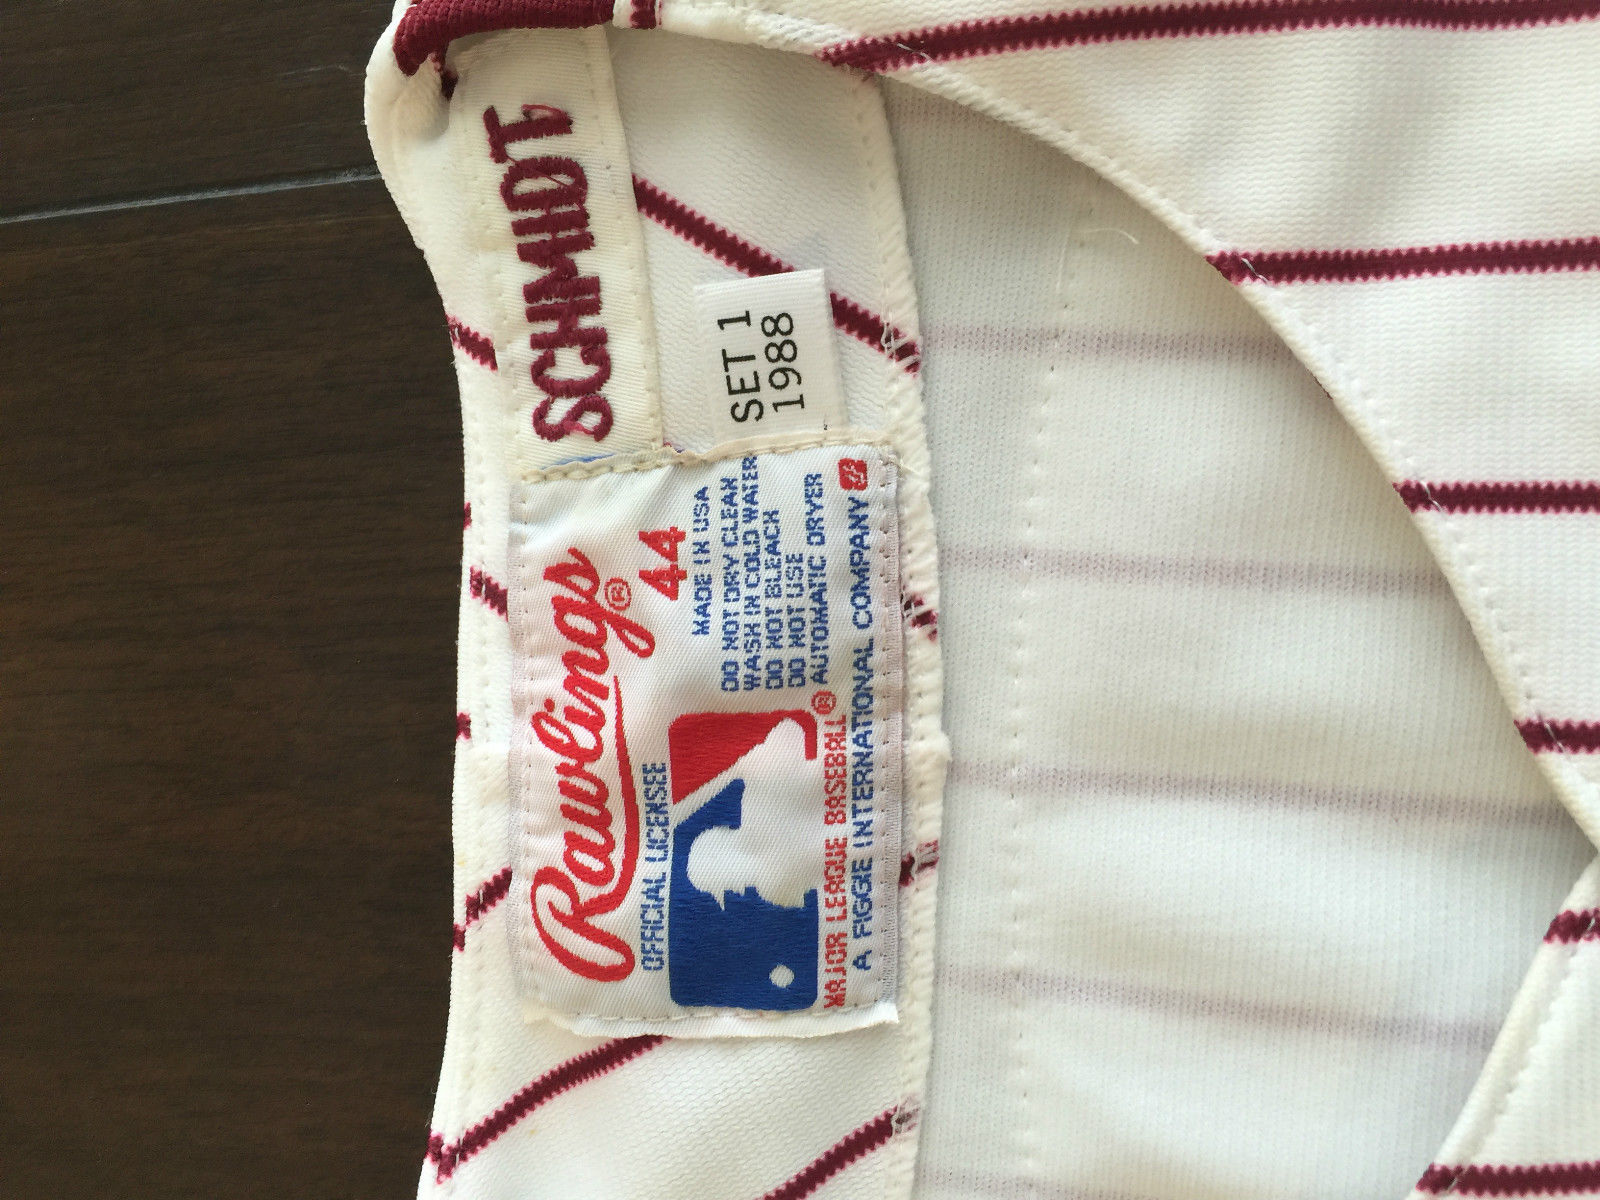 SCHMIDT
SET 1
1988
Rawlings®
44
OFFICIAL LICENSEE
MADE IN USA
DO NOT DRY CLEAN
WASH IN COLD WATER
DO NOT BLEACH
DO NOT USE
AUTOMATIC DRYER
MAJOR LEAGUE BASEBALL®
A FIGGIE INTERNATIONAL COMPANY